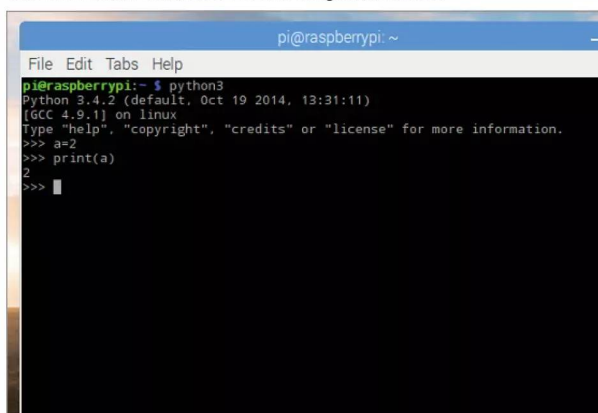 pi@raspberrypi: ~
File Edit Tabs Help
pi@raspberrypi:~ $ python3
Python 3.4.2 (default, Oct 19 2014, 13:31:11)
[GCC 4.9.1] on linux
Type "help", "copyright", "credits" or "license" for more information.
>>> a=2
>>> print(a)
2
>>>